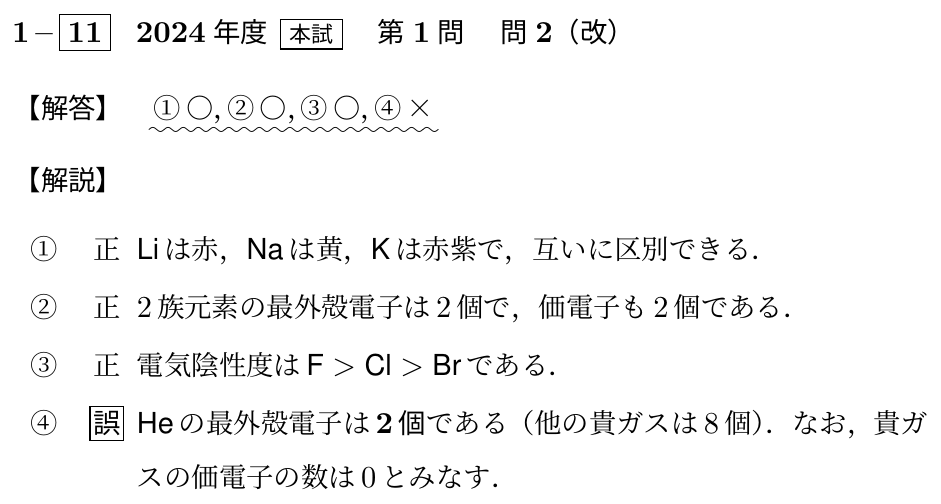 1-11 2024 年度 本試 第 1 問 問 2（改）
【解答】 ①○, ②○, ③○, ④×
【解説】
① 正 Liは赤，Naは黄，Kは赤紫で，互いに区別できる．
② 正 2族元素の最外殻電子は2個で，価電子も2個である．
③ 正 電気陰性度はF > Cl > Brである．
④ 誤 Heの最外殻電子は2個である（他の貴ガスは8個）．なお，貴ガ
スの価電子の数は0とみなす．